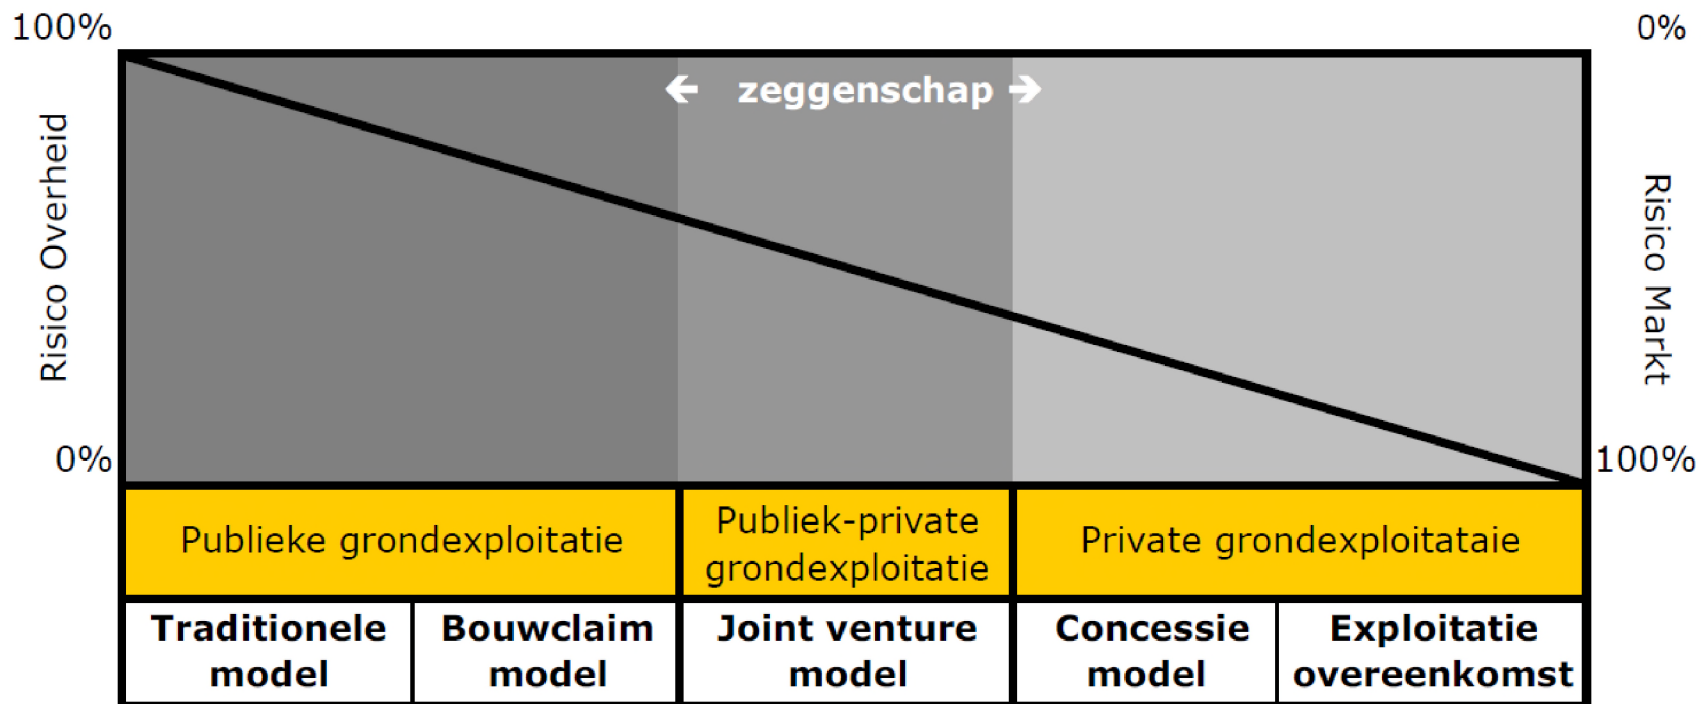 100%
0%
← zeggenschap →
Risico Overheid
Risico Markt
0%
100%
Publieke grondexploitatie
Publiek-private
grondexploitatie
Private grondexploitataie
Traditionele
model
Bouwclaim
model
Joint venture
model
Concessie
model
Exploitatie
overeenkomst